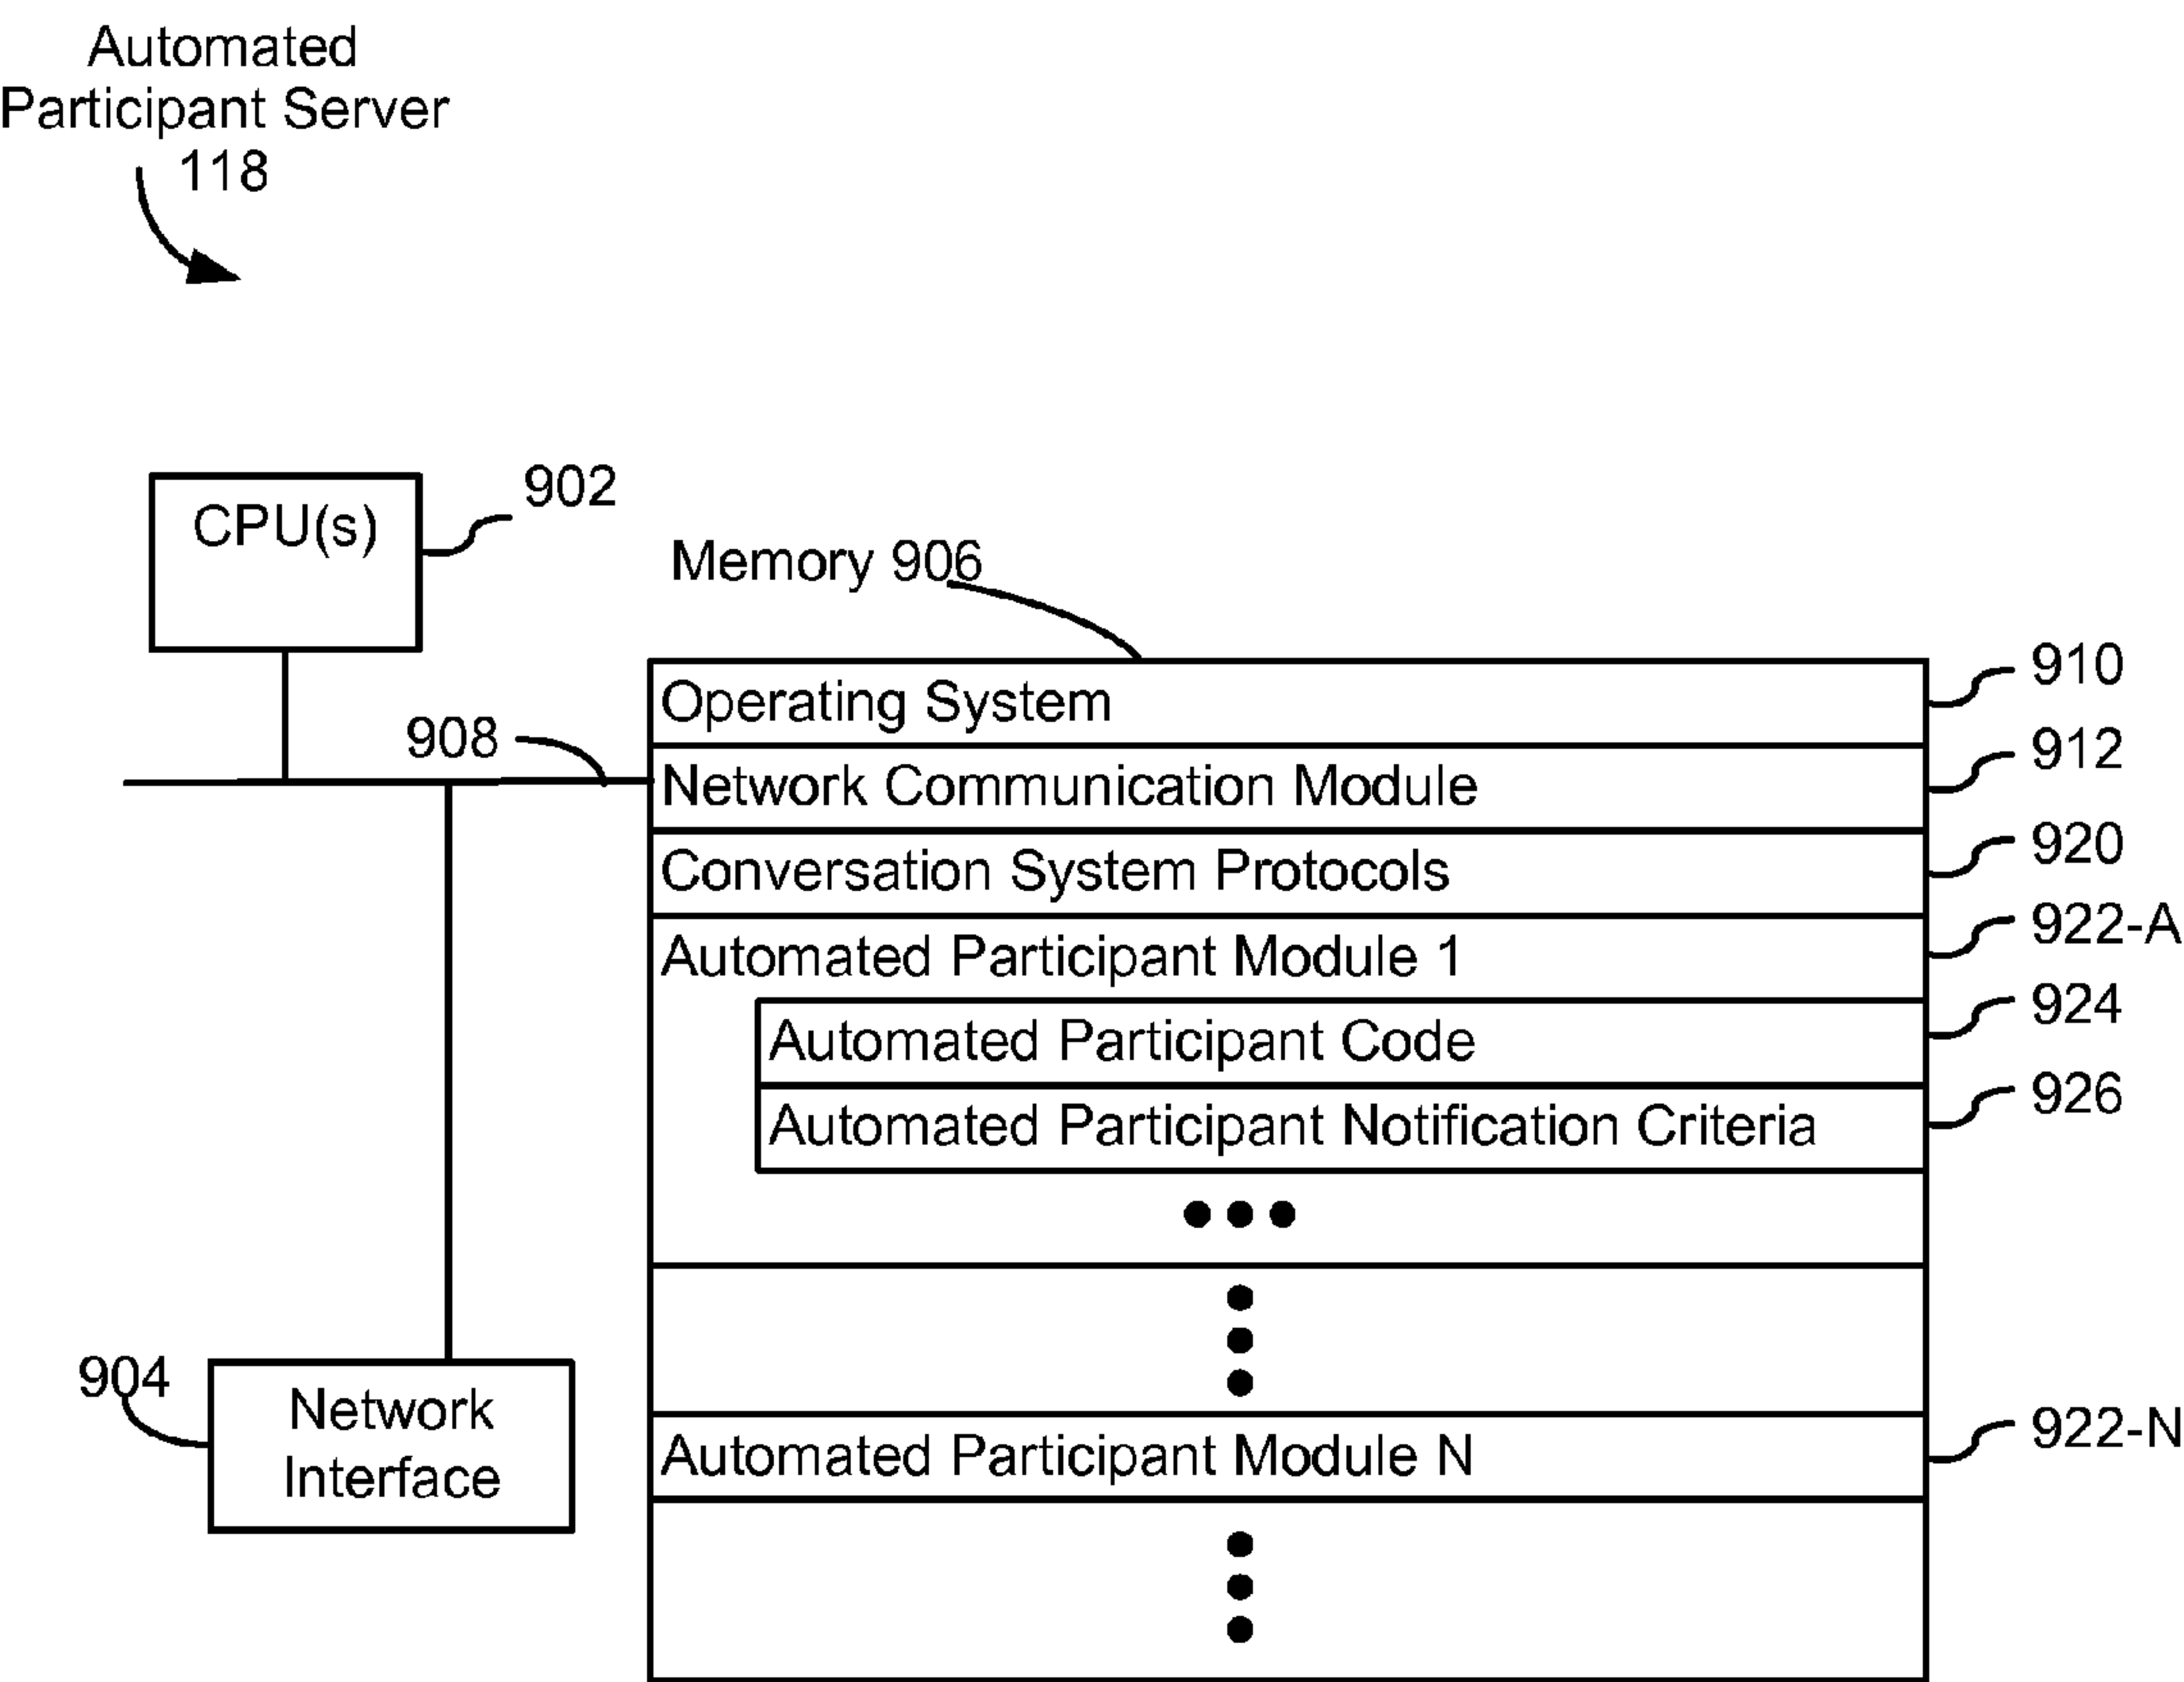 Automated
Participant Server
118
CPU(s)
902
Memory 906
Operating System
910
908
Network Communication Module
912
Conversation System Protocols
920
Automated Participant Module 1
922-A
Automated Participant Code
924
Automated Participant Notification Criteria
926
904
Network
Interface
Automated Participant Module N
922-N